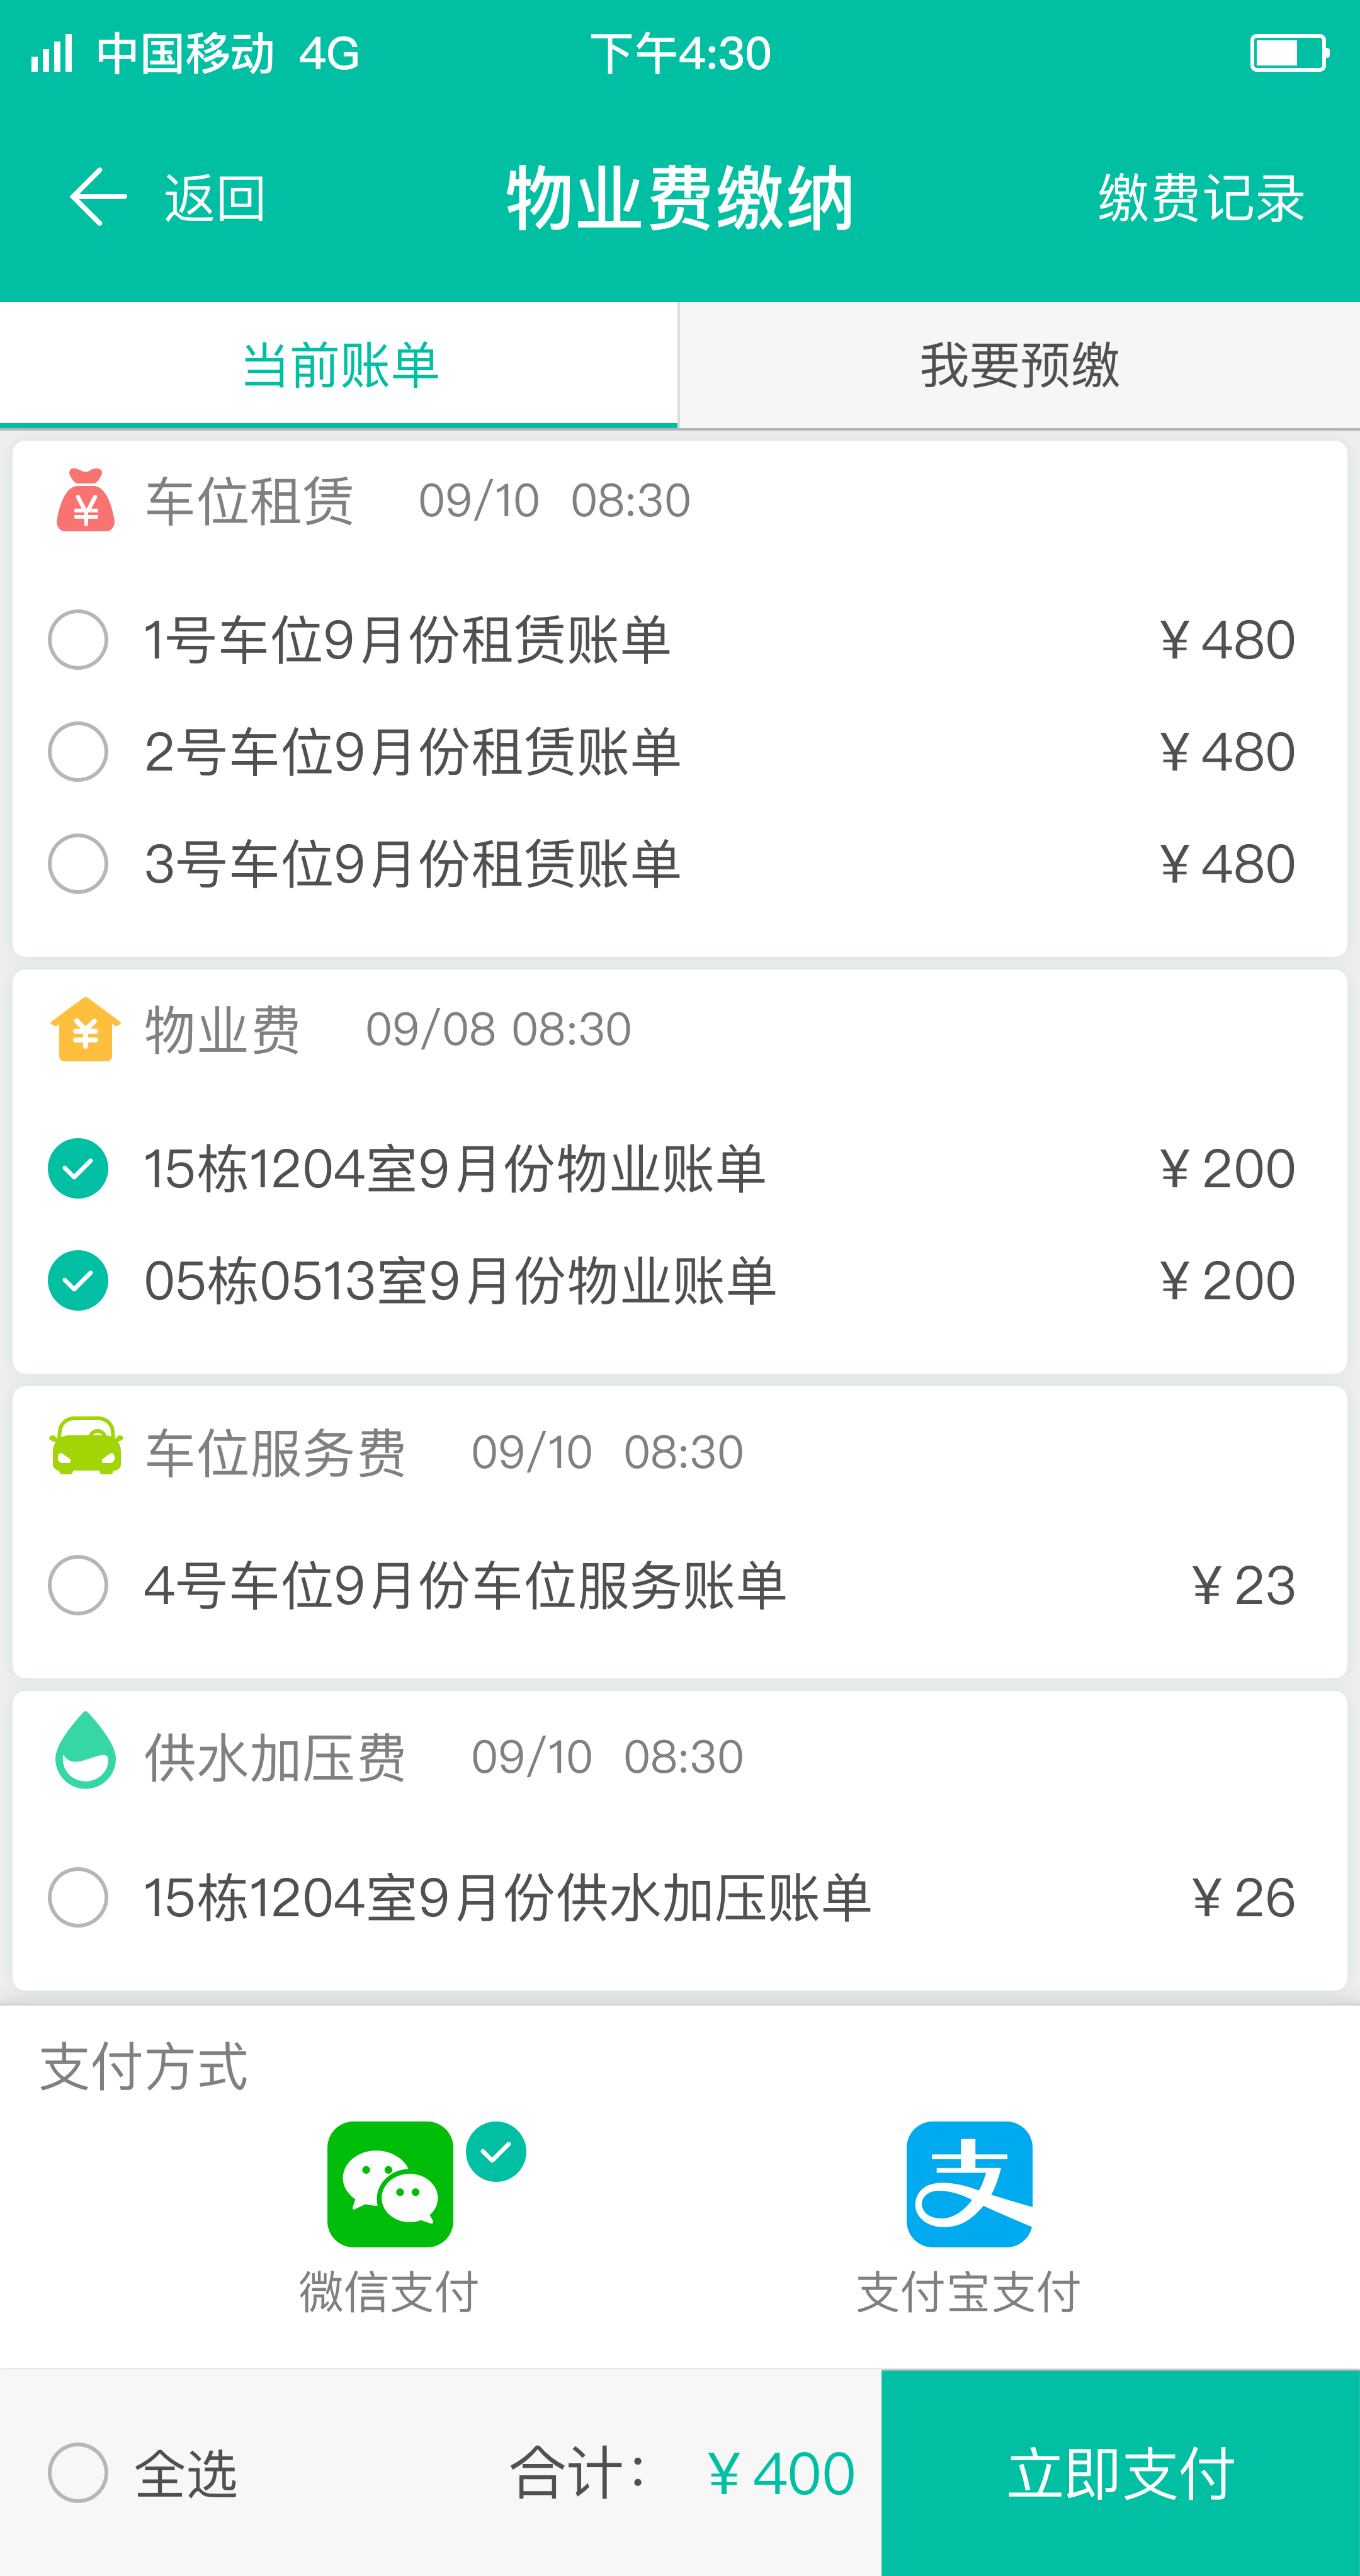 中国移动 4G 下午4:30
返回 物业费缴纳 缴费记录
当前账单 我要预缴
车位租赁 09/10 08:30
1号车位9月份租赁账单 ¥480
2号车位9月份租赁账单 ¥480
3号车位9月份租赁账单 ¥480
物业费 09/08 08:30
15栋1204室9月份物业账单 ¥200
05栋0513室9月份物业账单 ¥200
车位服务费 09/10 08:30
4号车位9月份车位服务账单 ¥23
供水加压费 09/10 08:30
15栋1204室9月份供水加压账单 ¥26
支付方式
支
微信支付 支付宝支付
全选 合计： ¥400 立即支付